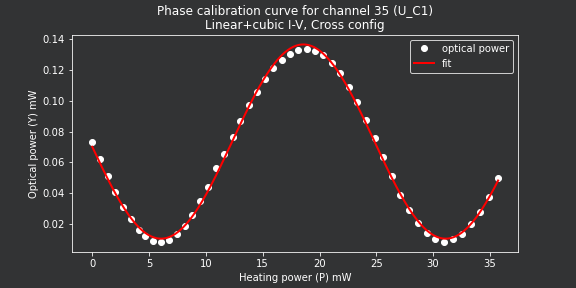 Phase calibration curve for channel 35 (U_C1)
Linear+cubic I-V, Cross config
optical power
fit
Optical power (Y) mW
0.14
0.12
0.10
0.08
0.06
0.04
0.02
0
5
10
15
20
25
30
35
Heating power (P) mW